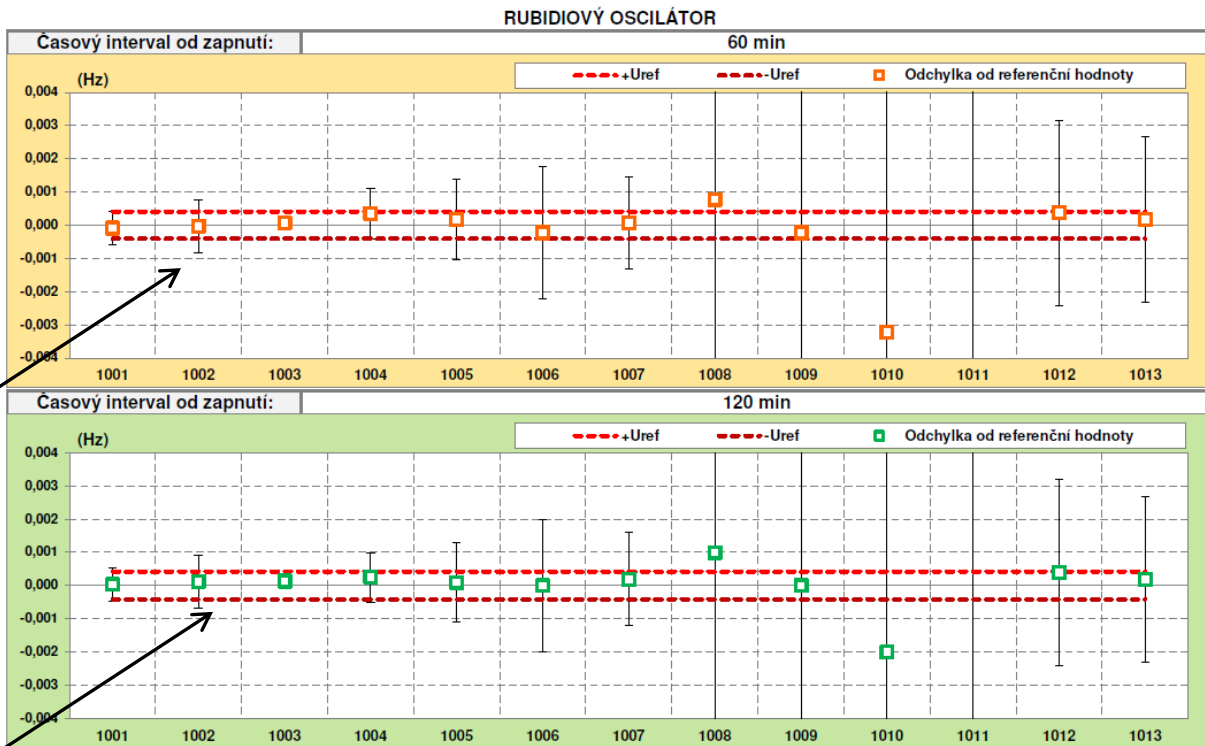 RUBIDIOVÝ OSCILÁTOR
Časový interval od zapnutí: 60 min
(Hz) +Uref -Uref Odchylka od referenční hodnoty
0,004
0,003
0,002
0,001
0,000
-0,001
-0,002
-0,003
-0,004
1001 1002 1003 1004 1005 1006 1007 1008 1009 1010 1011 1012 1013
Časový interval od zapnutí: 120 min
(Hz) +Uref -Uref Odchylka od referenční hodnoty
0,004
0,003
0,002
0,001
0,000
-0,001
-0,002
-0,003
-0,004
1001 1002 1003 1004 1005 1006 1007 1008 1009 1010 1011 1012 1013